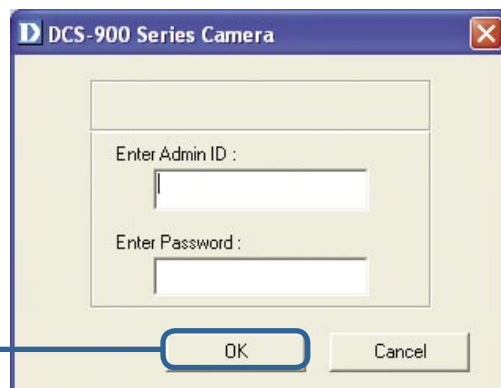 D DCS-900 Series Camera
Enter Admin ID :
Enter Password :
OK
Cancel